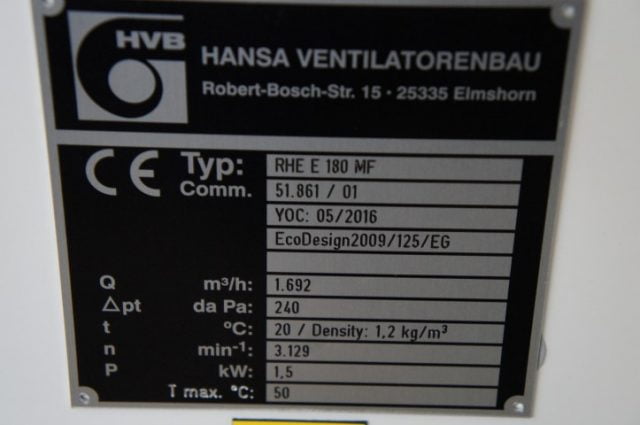 HVB
HANSA VENTILATORENBAU
Robert-Bosch-Str. 15 · 25335 Elmshorn
CE Typ: RHE E 180 MF
Comm. 51.861 / 01
YOC: 05/2016
EcoDesign2009/125/EG
Q m³/h: 1.692
△pt da Pa: 240
t ºC: 20 / Density: 1,2 kg/m³
n min-1: 3.129
P kW: 1,5
T max. °C: 50